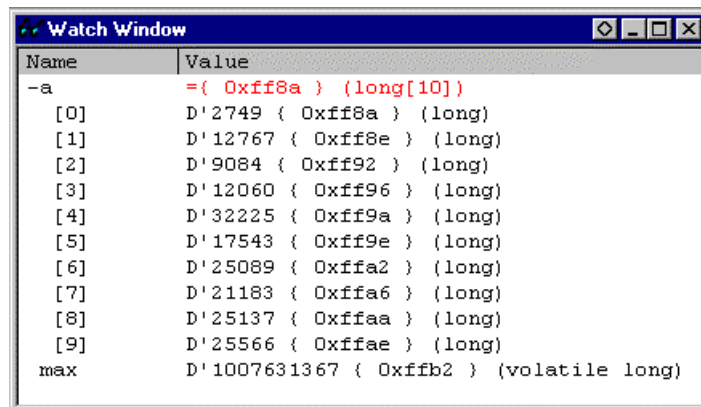 Watch Window
Name Value
-a ={ 0xff8a } (long[10])
[0] D'2749 { 0xff8a } (long)
[1] D'12767 { 0xff8e } (long)
[2] D'9084 { 0xff92 } (long)
[3] D'12060 { 0xff96 } (long)
[4] D'32225 { 0xff9a } (long)
[5] D'17543 { 0xff9e } (long)
[6] D'25089 { 0xffa2 } (long)
[7] D'21183 { 0xffa6 } (long)
[8] D'25137 { 0xffaa } (long)
[9] D'25566 { 0xffae } (long)
max D'1007631367 { 0xffb2 } (volatile long)